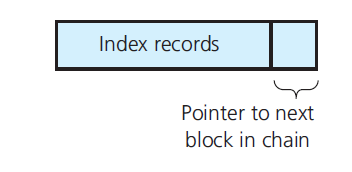 Index records
Pointer to next
block in chain